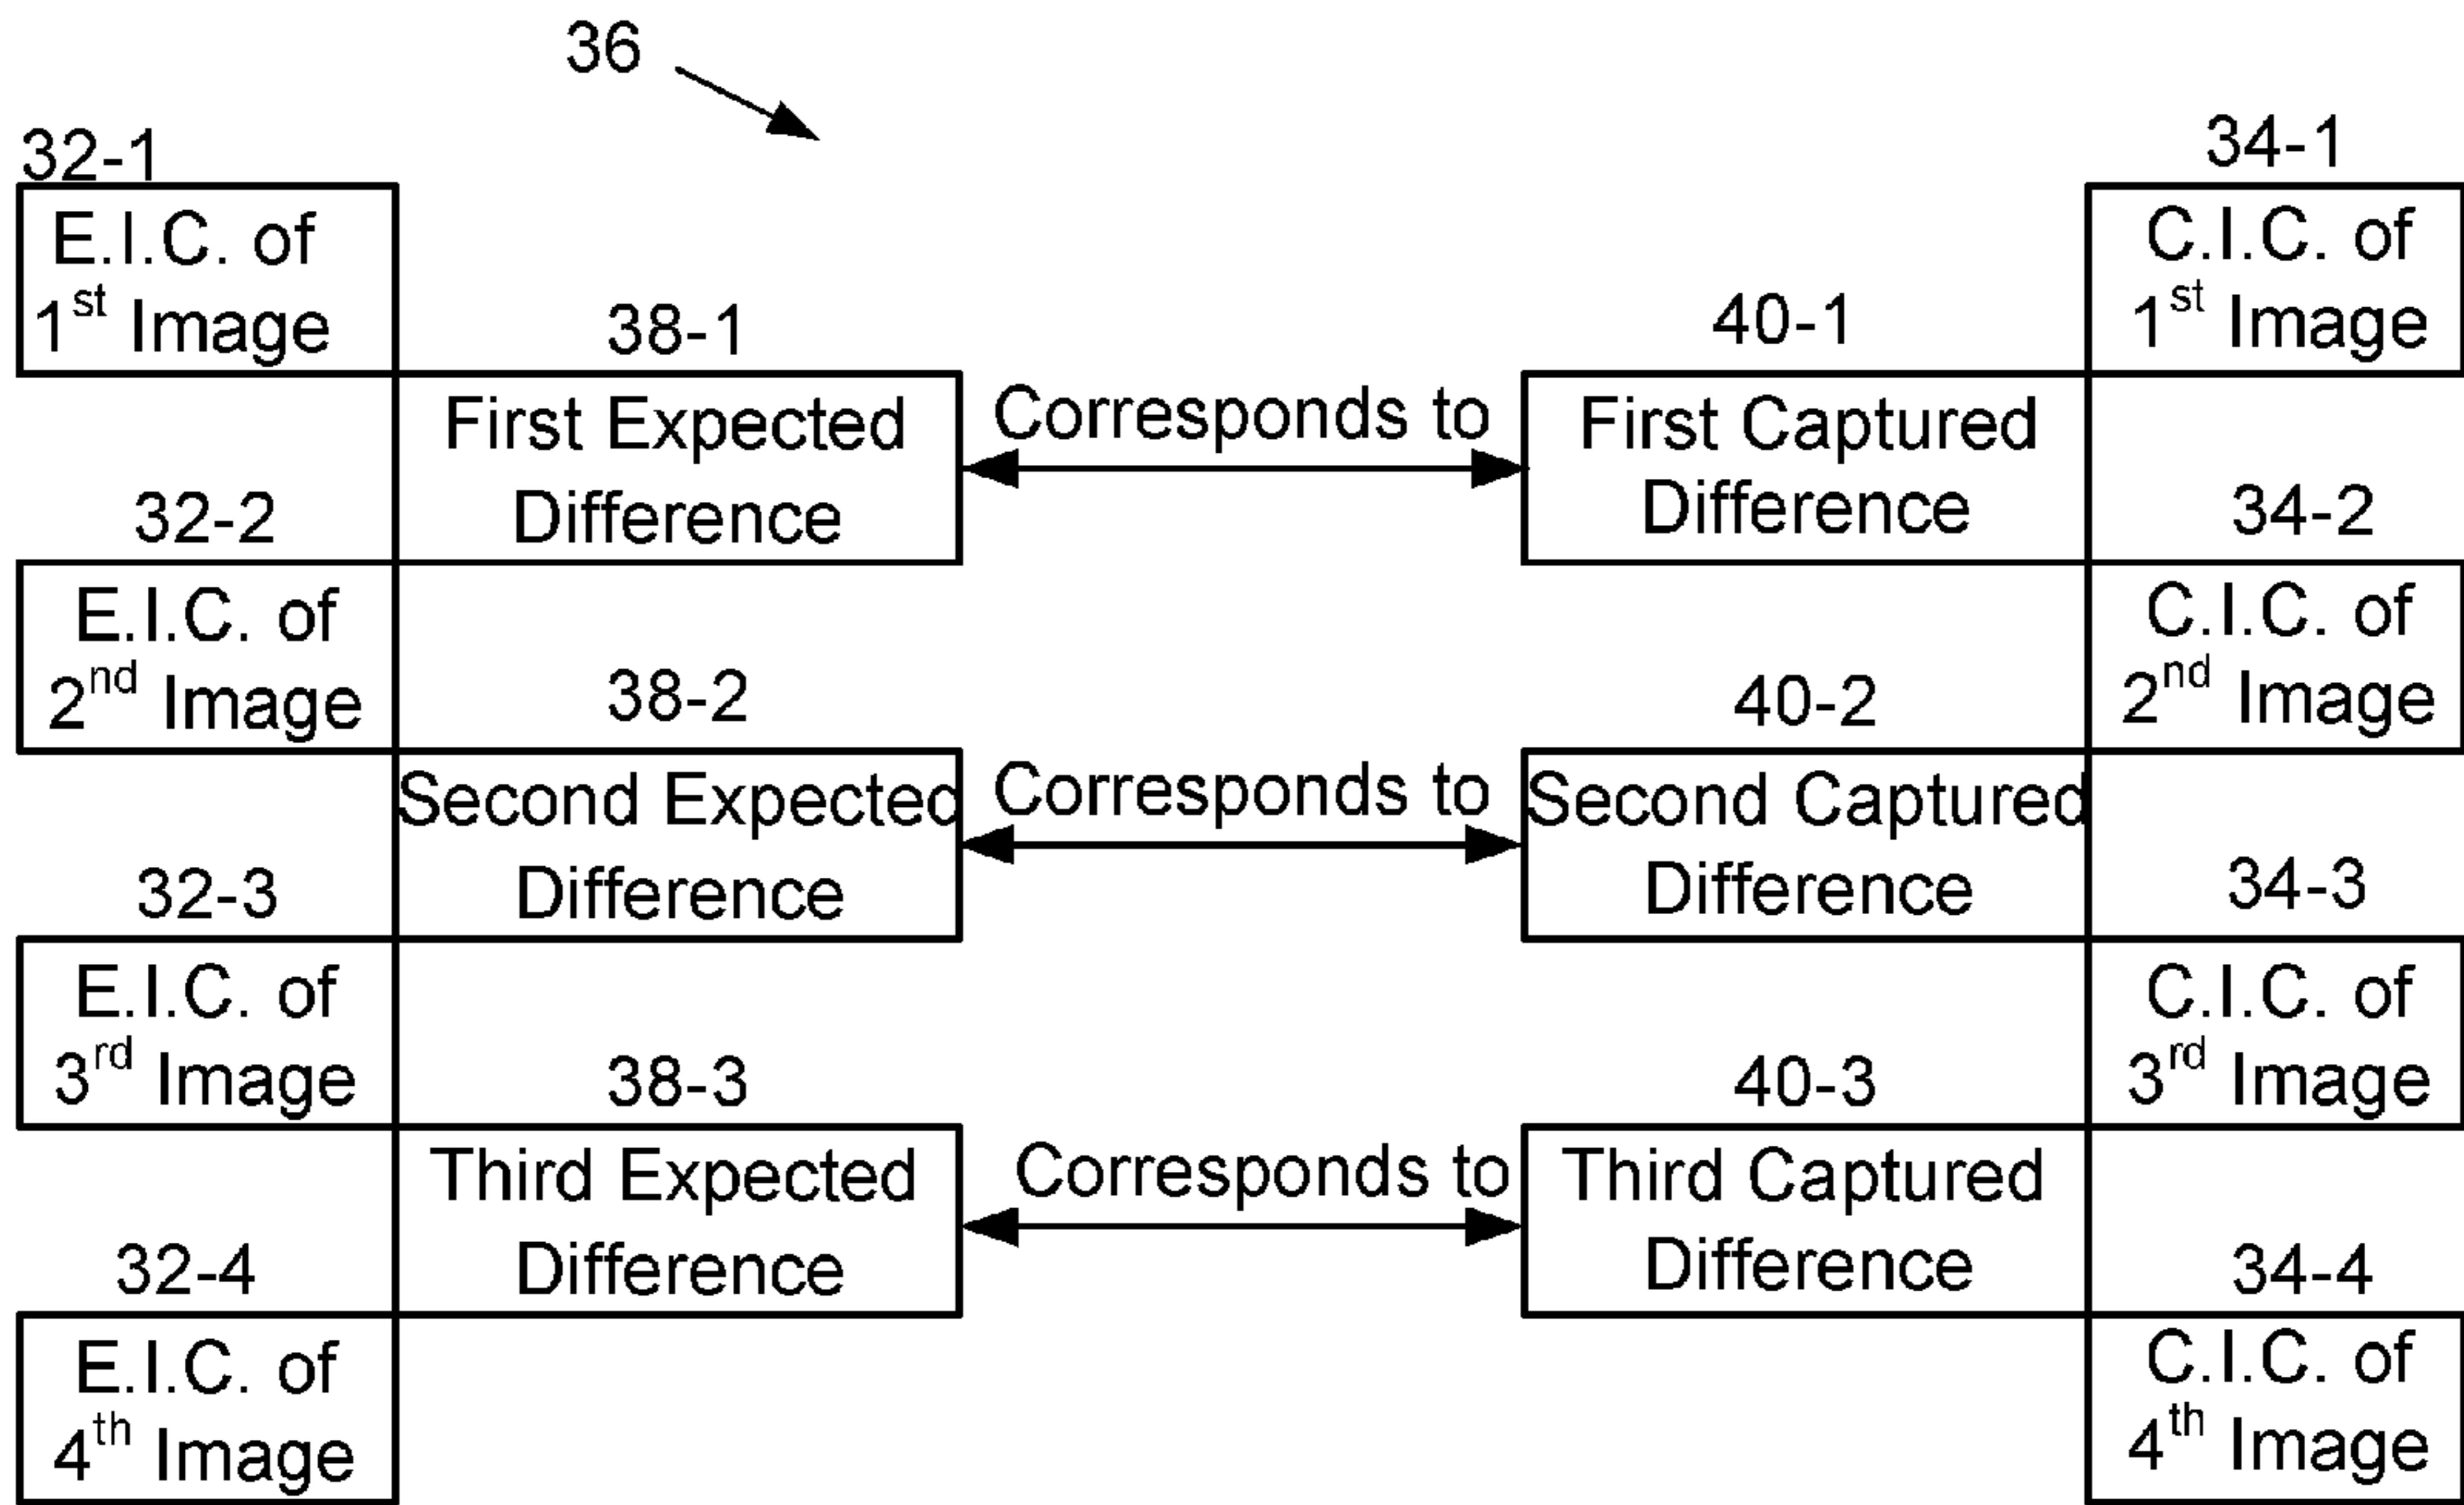 36
32-1
34-1
E.I.C. of
1st Image
C.I.C. of
1st Image
38-1
40-1
First Expected
Difference
Corresponds to
First Captured
Difference
32-2
34-2
E.I.C. of
2nd Image
C.I.C. of
2nd Image
38-2
40-2
Second Expected
Difference
Corresponds to
Second Captured
Difference
32-3
34-3
E.I.C. of
3rd Image
C.I.C. of
3rd Image
38-3
40-3
Third Expected
Difference
Corresponds to
Third Captured
Difference
32-4
34-4
E.I.C. of
4th Image
C.I.C. of
4th Image